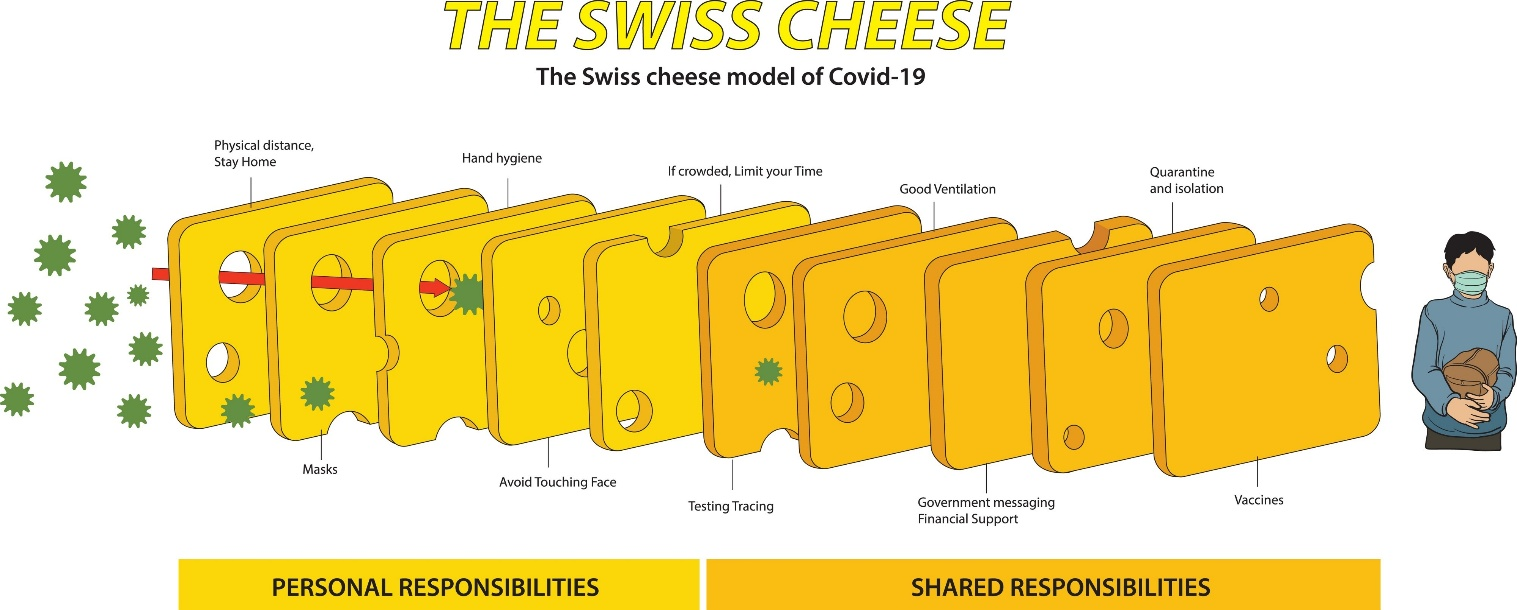 THE SWISS CHEESE
The Swiss cheese model of Covid-19
Physical distance,
Stay Home
Hand hygiene
If crowded, Limit your Time
Good Ventilation
Quarantine
and isolation
Masks
Avoid Touching Face
Testing Tracing
Government messaging
Financial Support
Vaccines
PERSONAL RESPONSIBILITIES
SHARED RESPONSIBILITIES